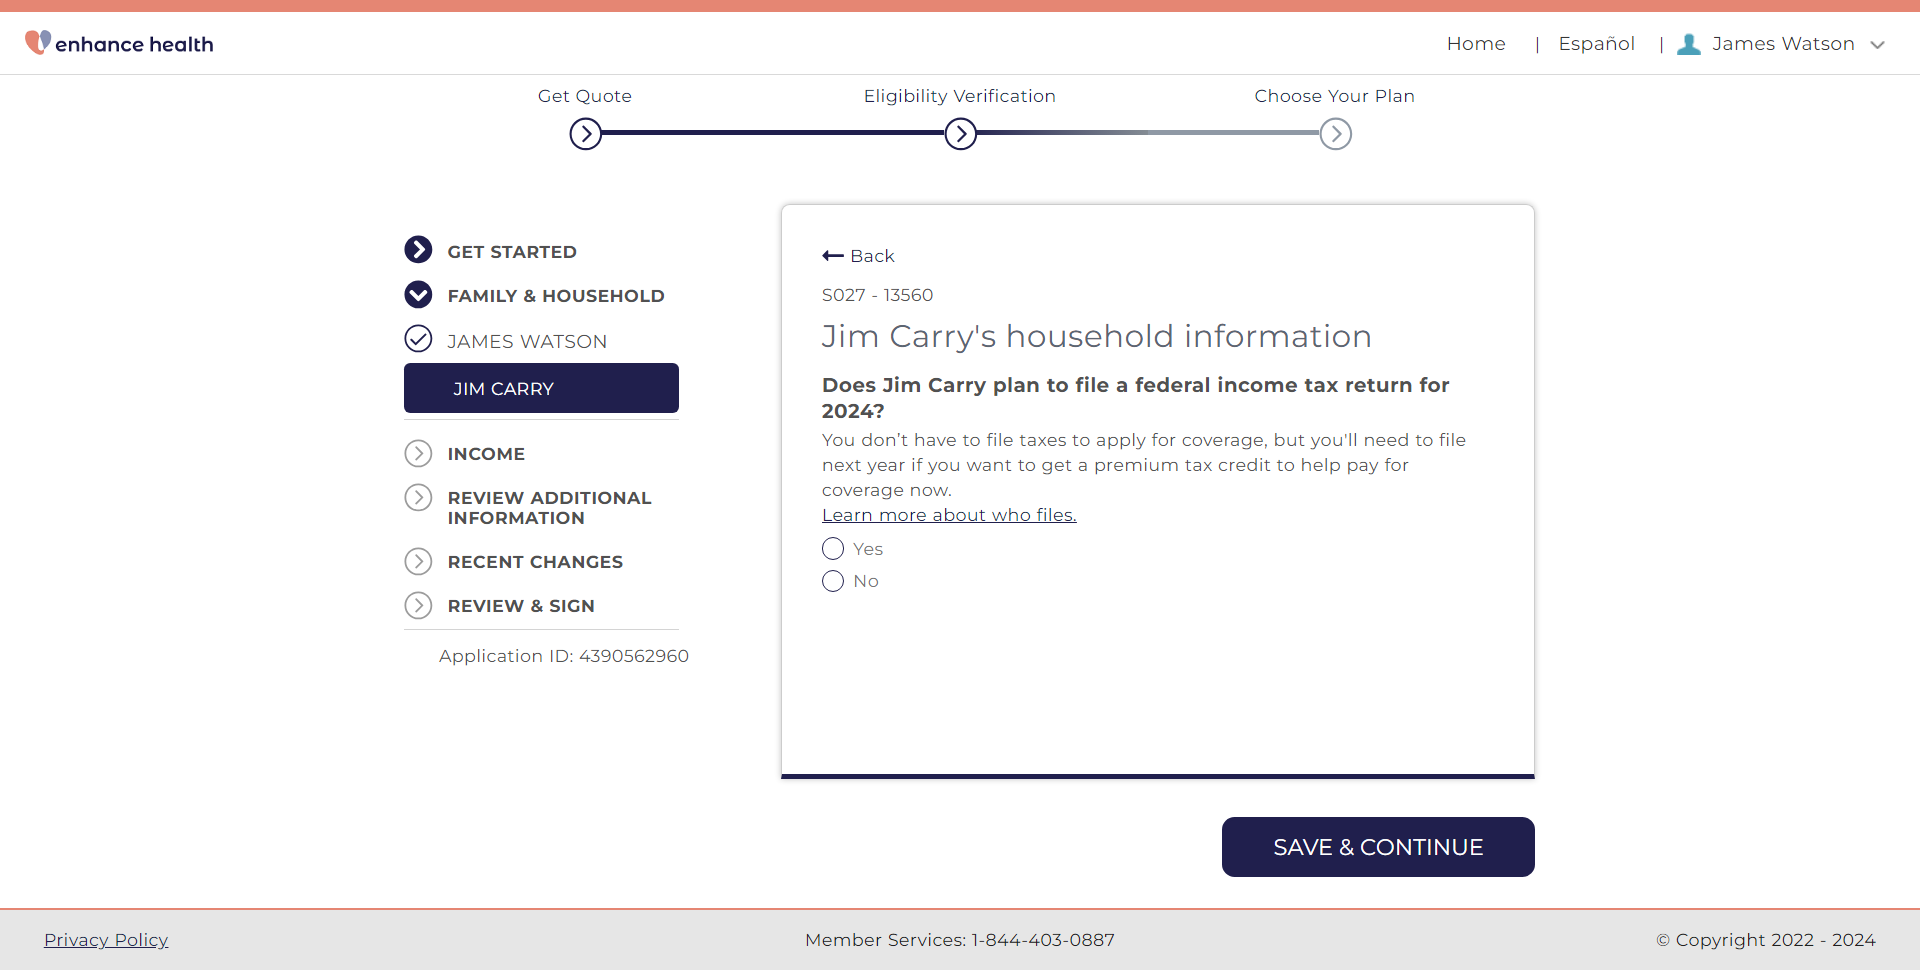 enhance health
Home | Español | James Watson
Get Quote
Eligibility Verification
Choose Your Plan
GET STARTED
FAMILY & HOUSEHOLD
JAMES WATSON
JIM CARRY
INCOME
REVIEW ADDITIONAL
INFORMATION
RECENT CHANGES
REVIEW & SIGN
Application ID: 4390562960
Back
S027 - 13560
Jim Carry's household information
Does Jim Carry plan to file a federal income tax return for
2024?
You don’t have to file taxes to apply for coverage, but you'll need to file
next year if you want to get a premium tax credit to help pay for
coverage now.
Learn more about who files.
Yes
No
SAVE & CONTINUE
Privacy Policy
Member Services: 1-844-403-0887
© Copyright 2022 - 2024